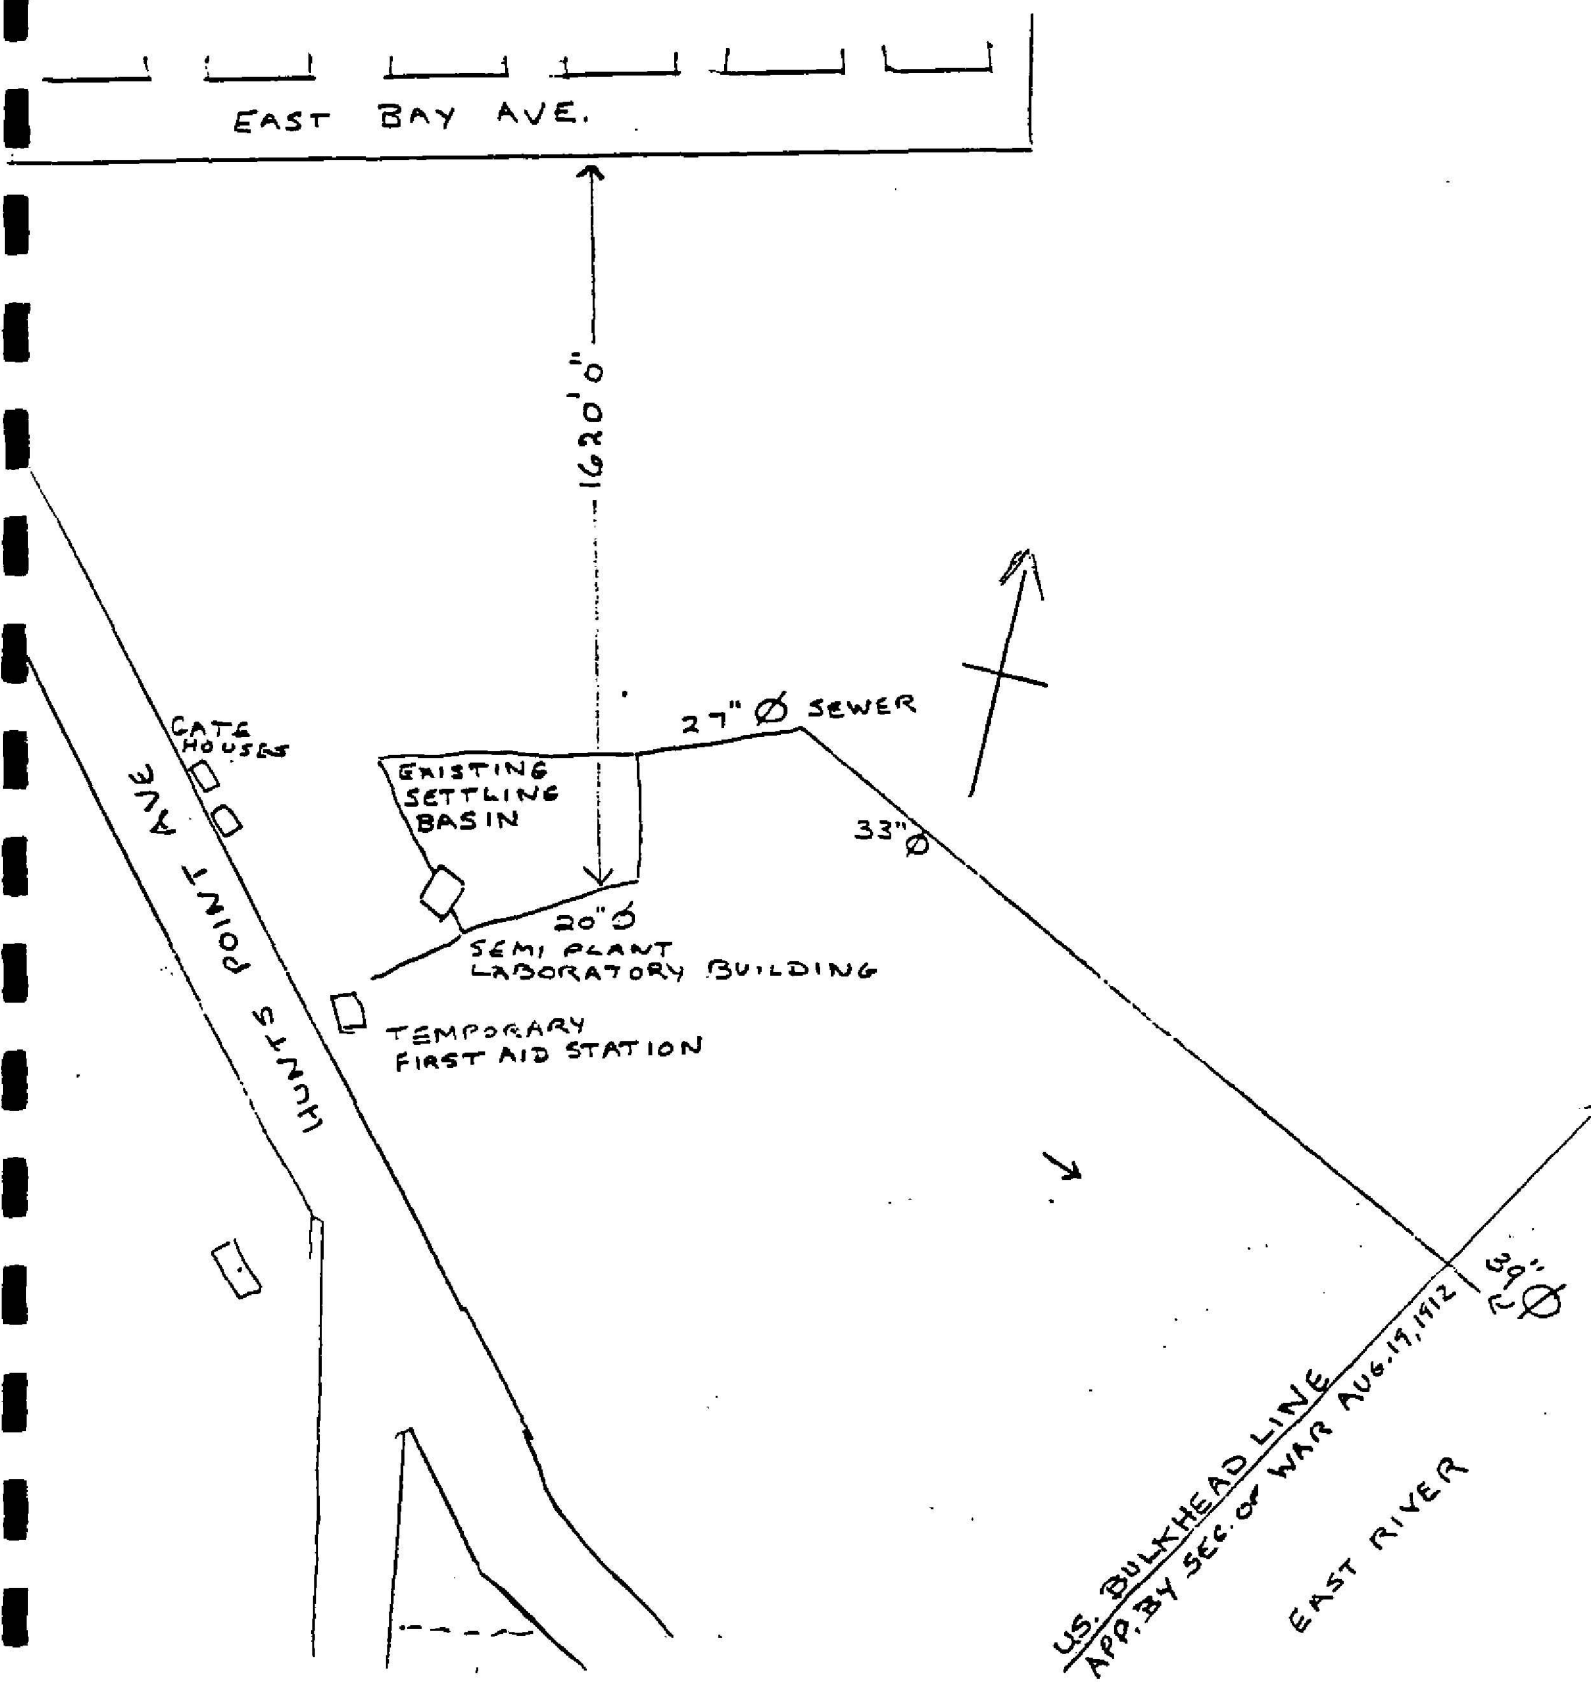 EAST BAY AVE.
1620'0"
27" Ø SEWER
GATE
HOUSES
EXISTING
SETTLING
BASIN
33" Ø
HUNTS POINT AVE
20" Ø
SEMI PLANT
LABORATORY BUILDING
TEMPORARY
FIRST AID STATION
39"
Ø
U.S. BULKHEAD LINE
APP. BY SEC. OF WAR AUG. 19, 1912
EAST RIVER